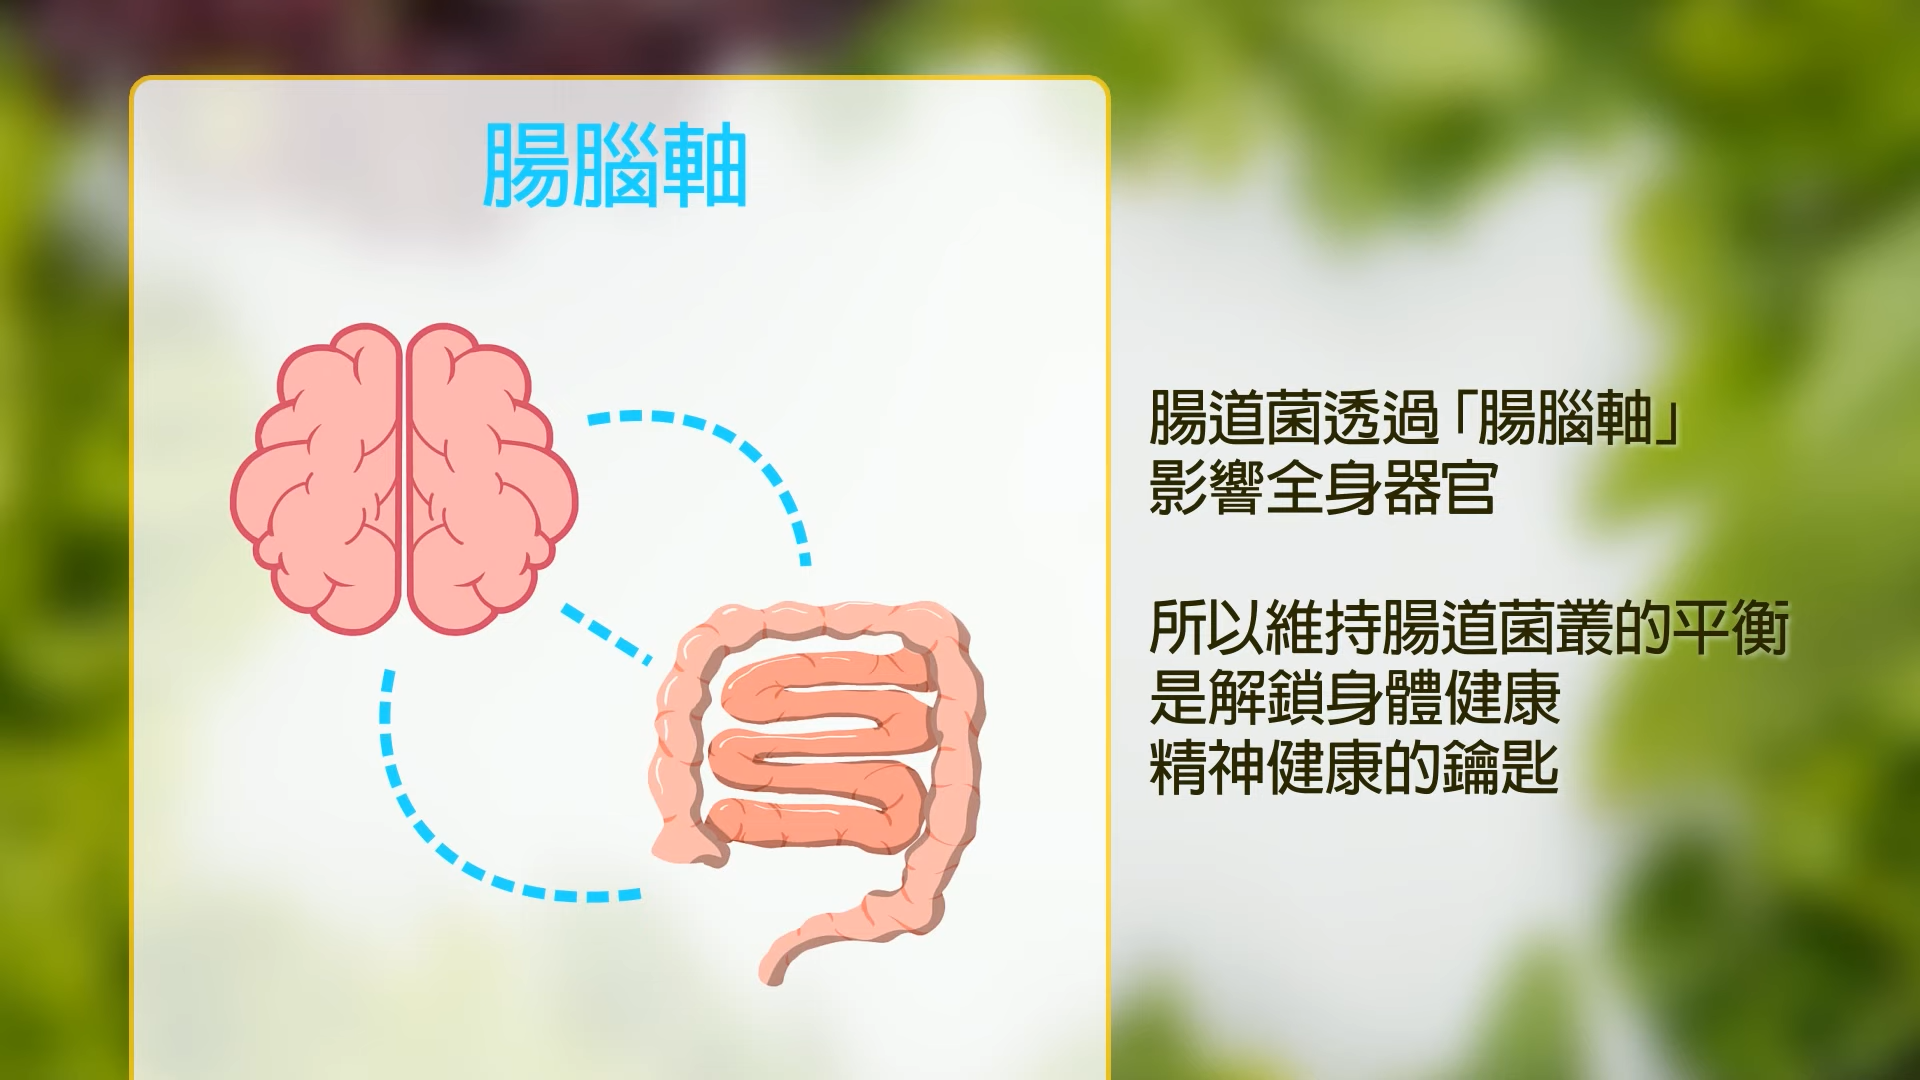 腸腦軸
腸道菌透過「腸腦軸」
影響全身器官
所以維持腸道菌叢的平衡
是解鎖身體健康
精神健康的鑰匙